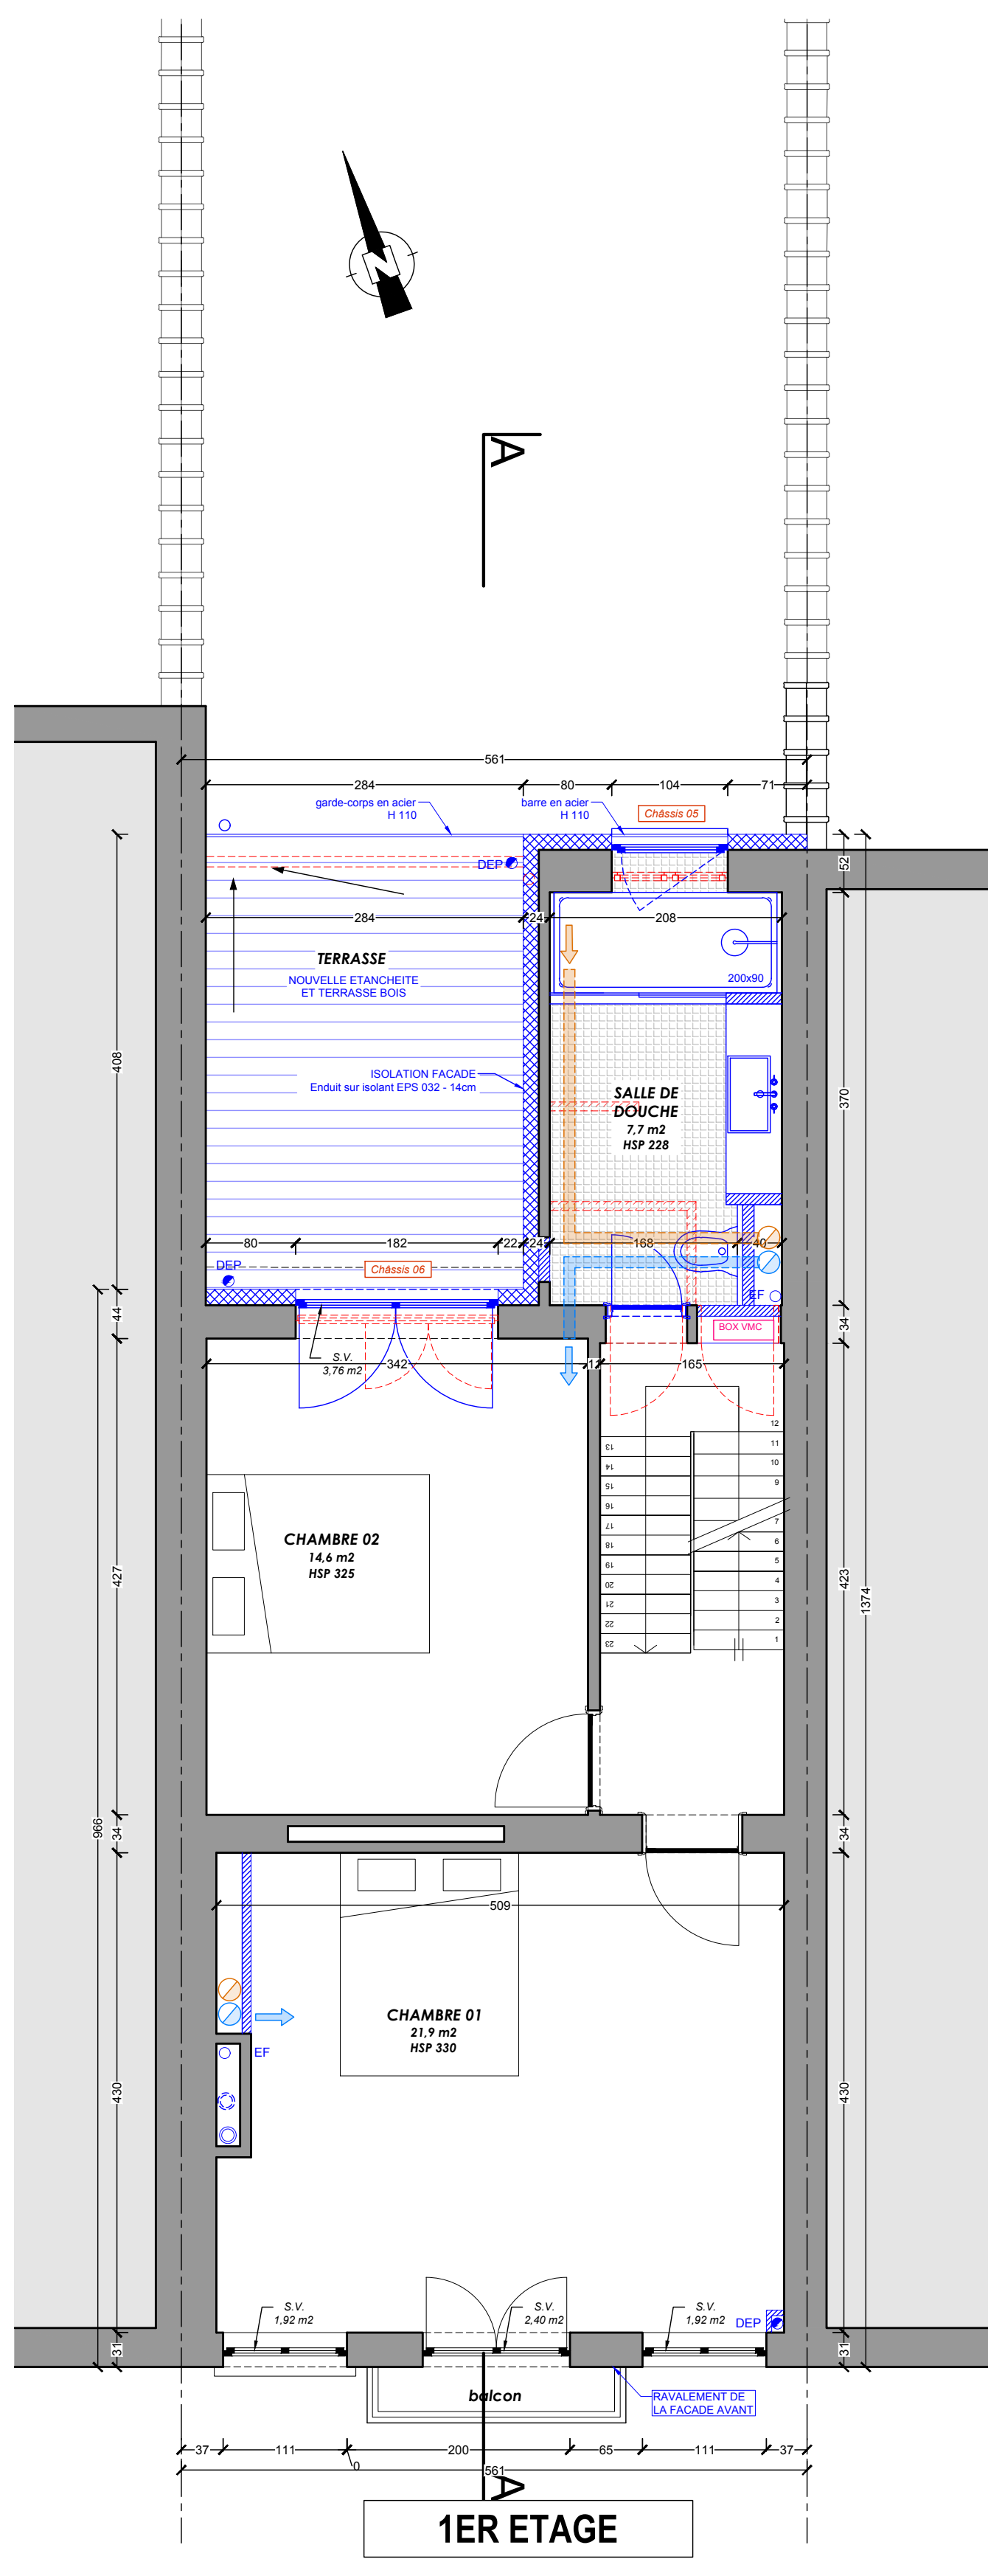 N
A
561
284
80
104
71
garde-corps en acier
H 110
barre en acier
H 110
Châssis 05
DEP
52
284
24
208
TERRASSE
NOUVELLE ETANCHEITE
ET TERRASSE BOIS
200x90
ISOLATION FACADE
Enduit sur isolant EPS 032 - 14cm
408
370
SALLE DE
DOUCHE
7,7 m2
HSP 228
80
182
22
24
168
40
DEP
Châssis 06
EF
44
34
BOX VMC
S.V.
3,76 m2
342
11
165
12
11
10
9
7
6
5
4
3
2
1
13
14
15
16
17
18
19
20
21
22
23
CHAMBRE 02
14,6 m2
HSP 325
427
423
1374
966
34
34
509
CHAMBRE 01
21,9 m2
HSP 330
EF
430
430
S.V.
1,92 m2
S.V.
2,40 m2
S.V.
1,92 m2
DEP
31
31
balcon
RAVALEMENT DE
LA FACADE AVANT
37
111
0
200
65
111
37
561
A
1ER ETAGE